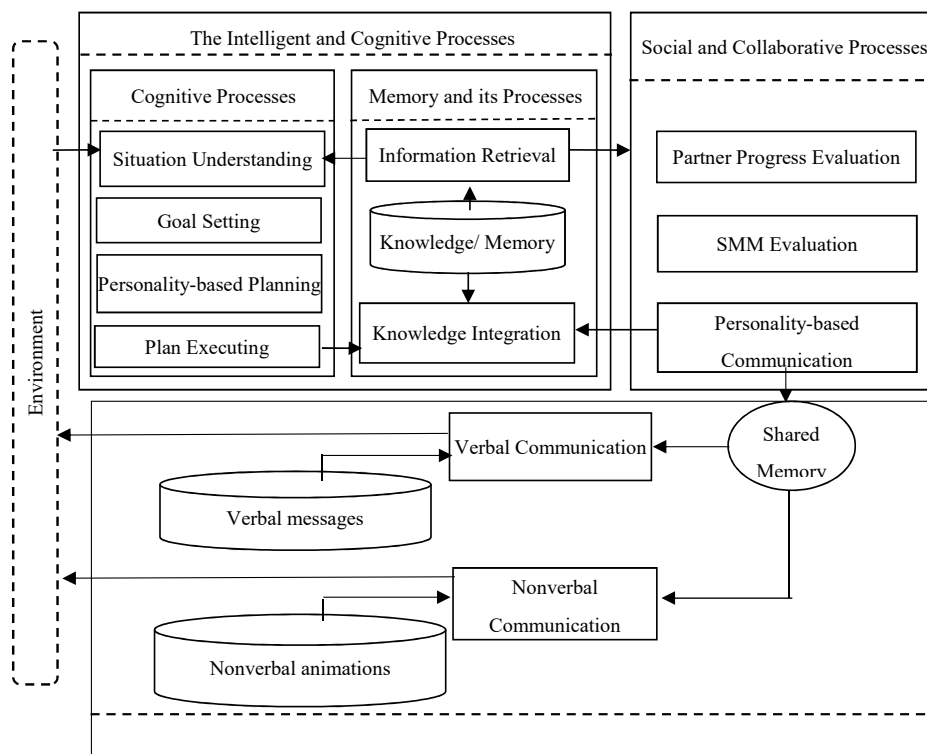 The Intelligent and Cognitive Processes
Social and Collaborative Processes
Cognitive Processes
Memory and its Processes
Situation Understanding
Information Retrieval
Partner Progress Evaluation
Goal Setting
Knowledge/ Memory
SMM Evaluation
Personality-based Planning
Plan Executing
Knowledge Integration
Personality-based
Communication
Environment
Verbal Communication
Shared
Memory
Verbal messages
Nonverbal
Communication
Nonverbal animations